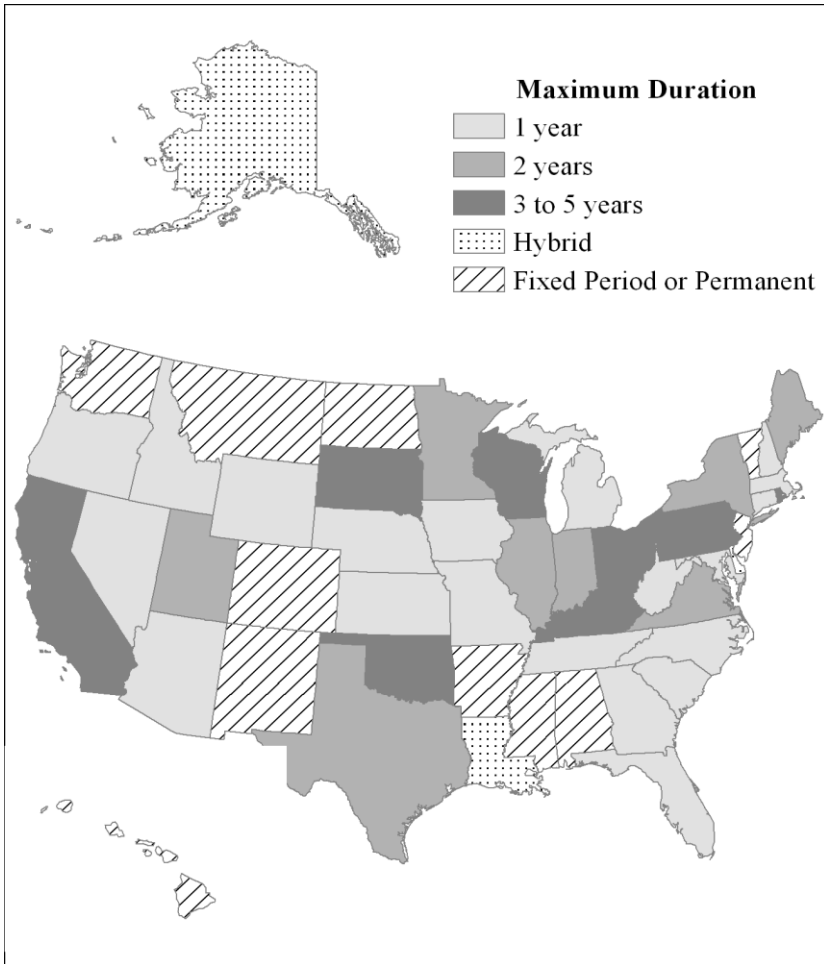 Maximum Duration
1 year
2 years
3 to 5 years
Hybrid
Fixed Period or Permanent